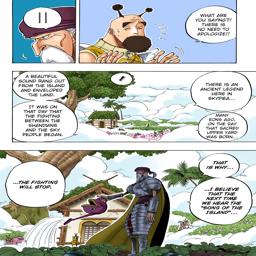 !!
WHAT ARE
YOU SAYING?!
THERE IS
NO NEED TO
APOLOGIZE!!
!
THERE IS AN
ANCIENT LEGEND
HERE IN
SKYPIEA...
MANY
YEARS AGO,
ON THE DAY
THAT SACRED
UPPER YARD
WAS BORN...
A BEAUTIFUL
SOUND RANG OUT
FROM THE ISLAND
AND ENVELOPED
THE LAND.
IT WAS ON
THAT DAY THAT
THE FIGHTING
BETWEEN THE
SHANDIANS
AND THE SKY
PEOPLE BEGAN.
THAT
IS WHY...
...I BELIEVE THAT
THE NEXT TIME
WE HEAR THE
"SONG OF THE
ISLAND"...
...THE FIGHTING
WILL STOP.